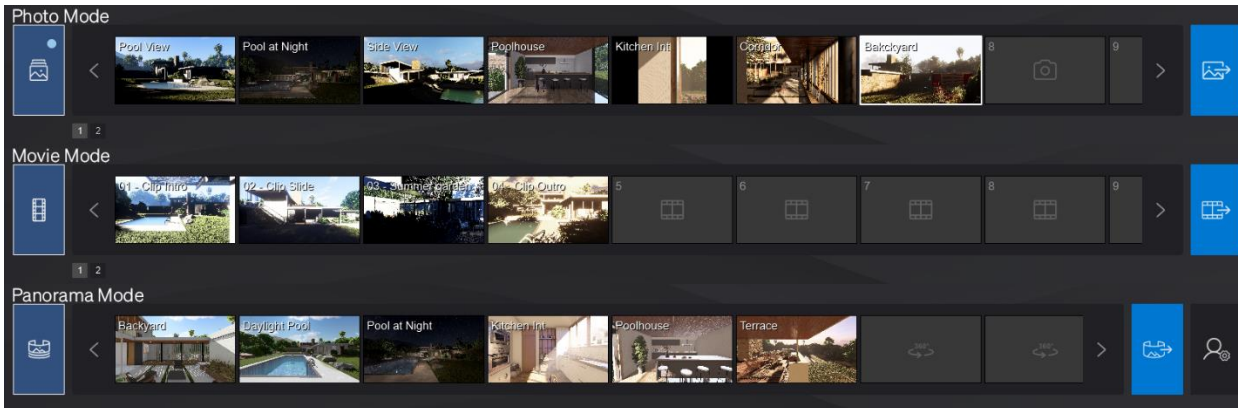 Photo Mode
Pool View
Pool at Night
Side View
Poolhouse
Kitchen Int
Corridor
Bakckyard
8
9
1 2
Movie Mode
01 - Clip Intro
02 - Clip Slide
03 - Summer garden
04 - Clip Outro
5
6
7
8
9
1 2
Panorama Mode
Backyard
Daylight Pool
Pool at Night
Kitchen Int
Poolhouse
Terrace
360°
360°